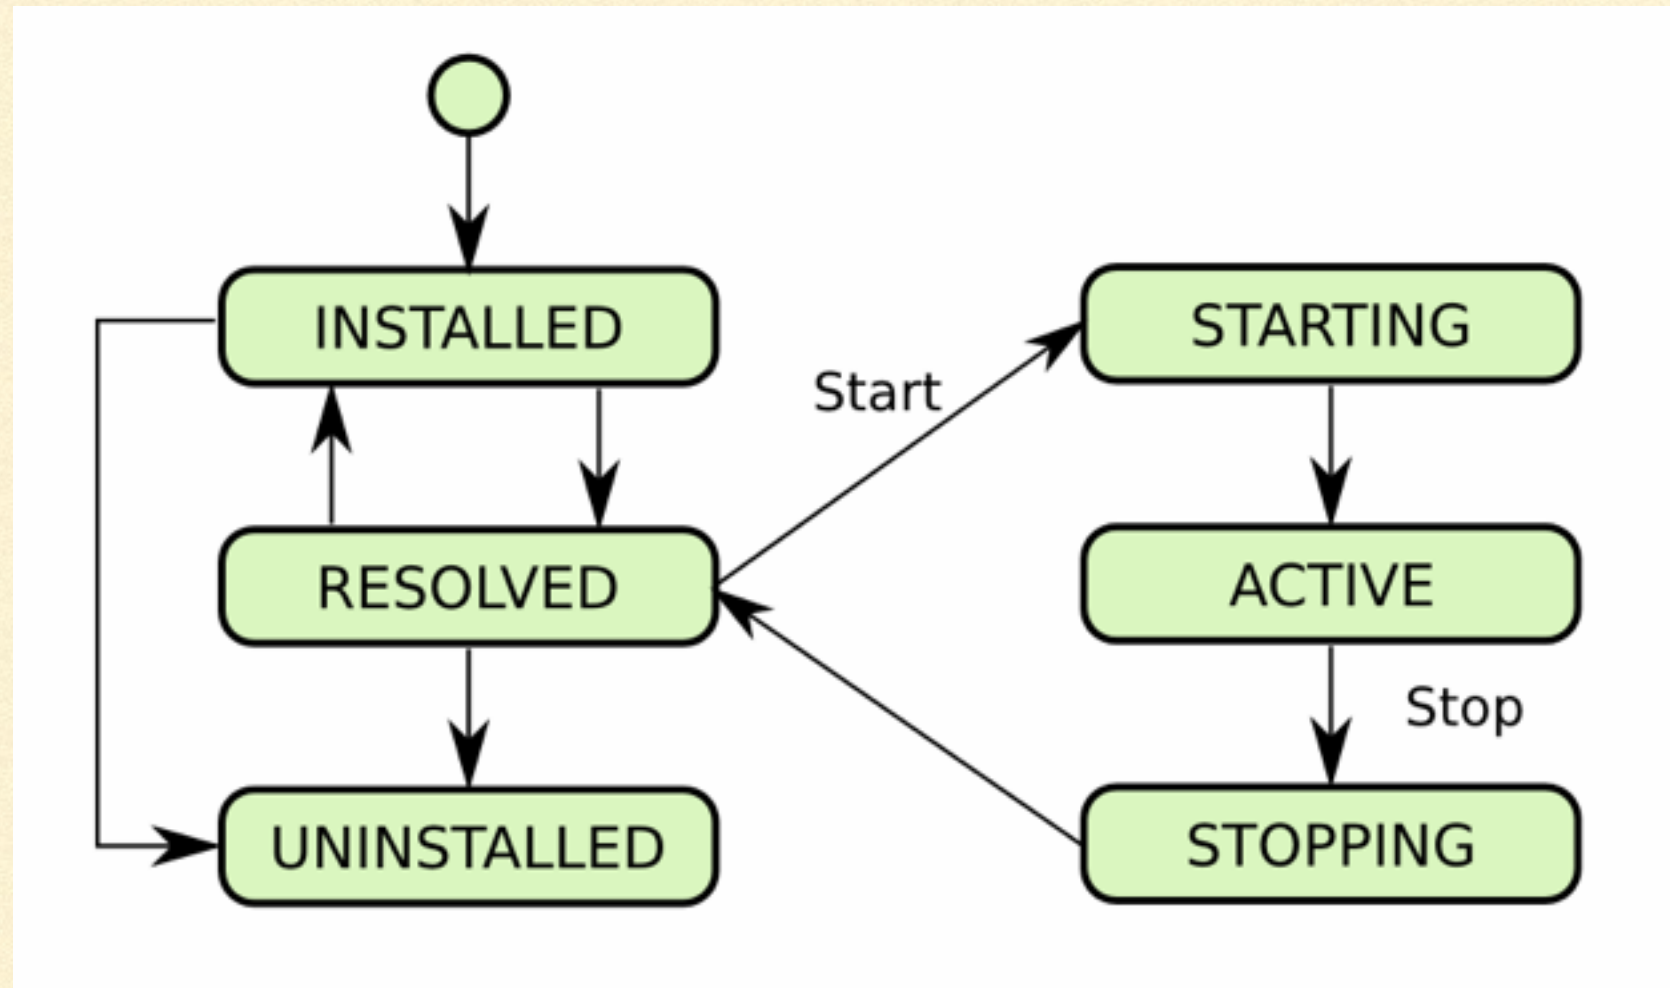 INSTALLED
STARTING
Start
RESOLVED
ACTIVE
Stop
UNINSTALLED
STOPPING